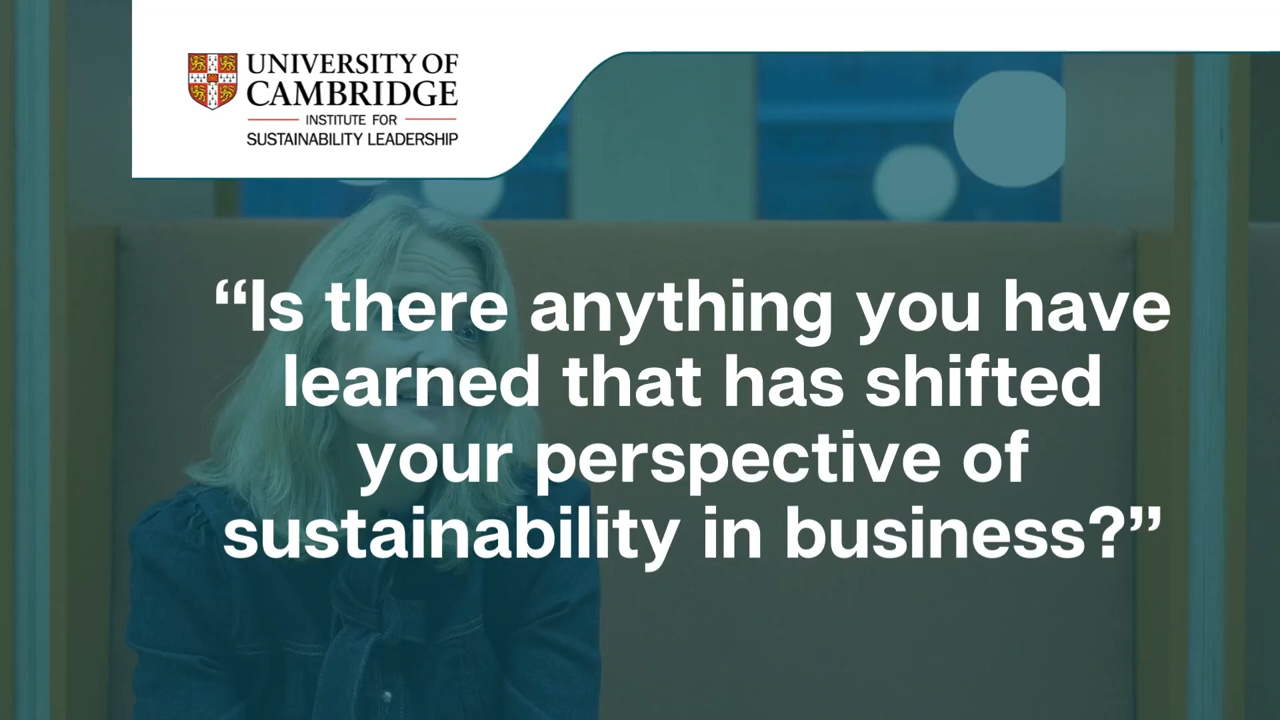 UNIVERSITY OF
CAMBRIDGE
INSTITUTE FOR
SUSTAINABILITY LEADERSHIP
“Is there anything you have
learned that has shifted
your perspective of
sustainability in business?”